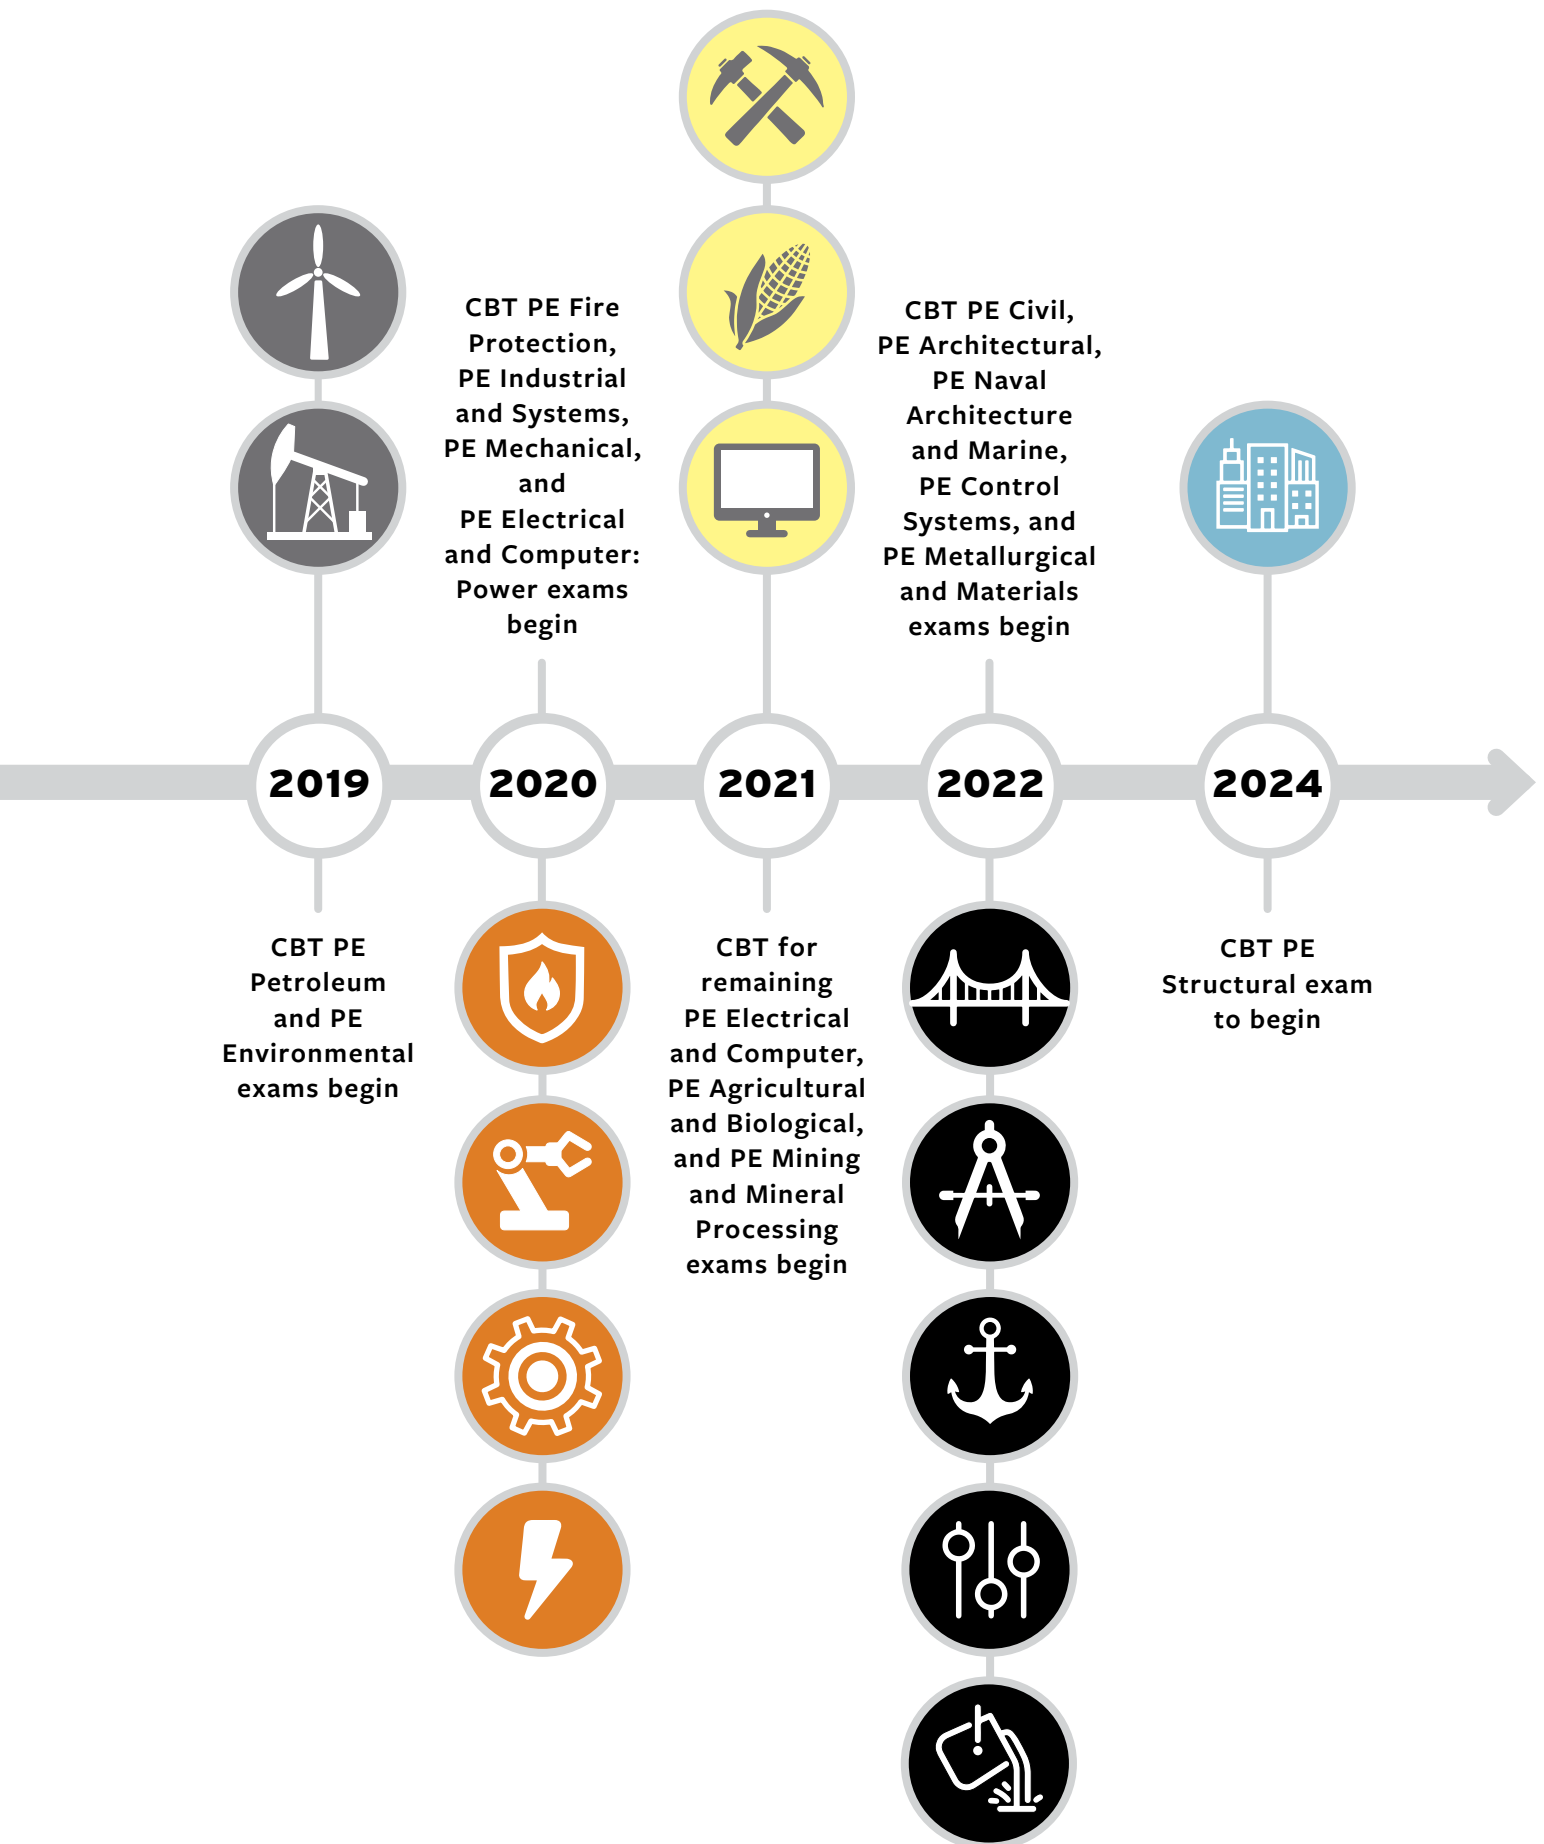 CBT PE Fire
Protection,
PE Industrial
and Systems,
PE Mechanical,
and
PE Electrical
and Computer:
Power exams
begin
CBT PE Civil,
PE Architectural,
PE Naval
Architecture
and Marine,
PE Control
Systems, and
PE Metallurgical
and Materials
exams begin
2019
2020
2021
2022
2024
CBT PE
Petroleum
and PE
Environmental
exams begin
CBT for
remaining
PE Electrical
and Computer,
PE Agricultural
and Biological,
and PE Mining
and Mineral
Processing
exams begin
CBT PE
Structural exam
to begin